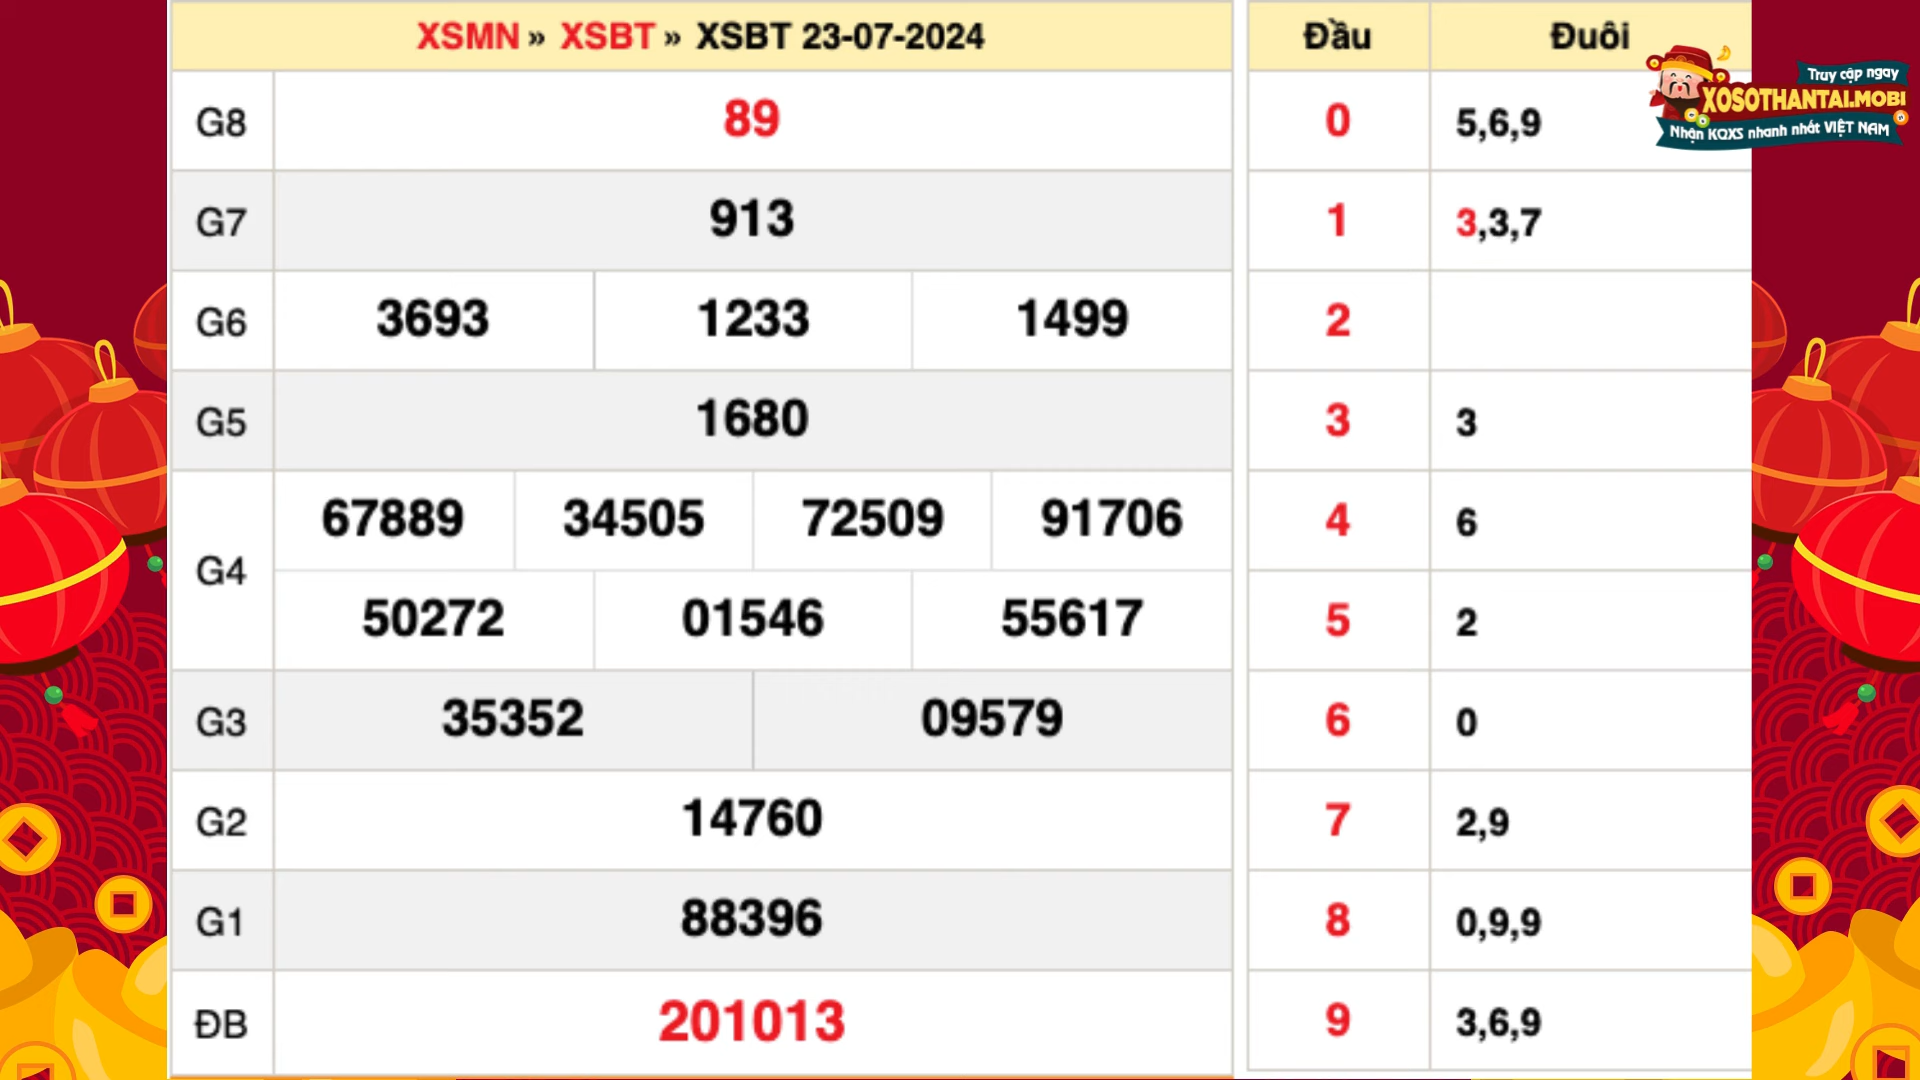 XSMN » XSBT » XSBT 23-07-2024
Đầu Đuôi
Truy cập ngay
XOSOTHANTAI.MOBI
Nhận KQXS nhanh nhất VIỆT NAM
G8 89
0 5,6,9
G7 913
1 3,3,7
G6 3693 1233 1499
2
G5 1680
3 3
G4 67889 34505 72509 91706
4 6
50272 01546 55617
5 2
G3 35352 09579
6 0
G2 14760
7 2,9
G1 88396
8 0,9,9
ĐB 201013
9 3,6,9